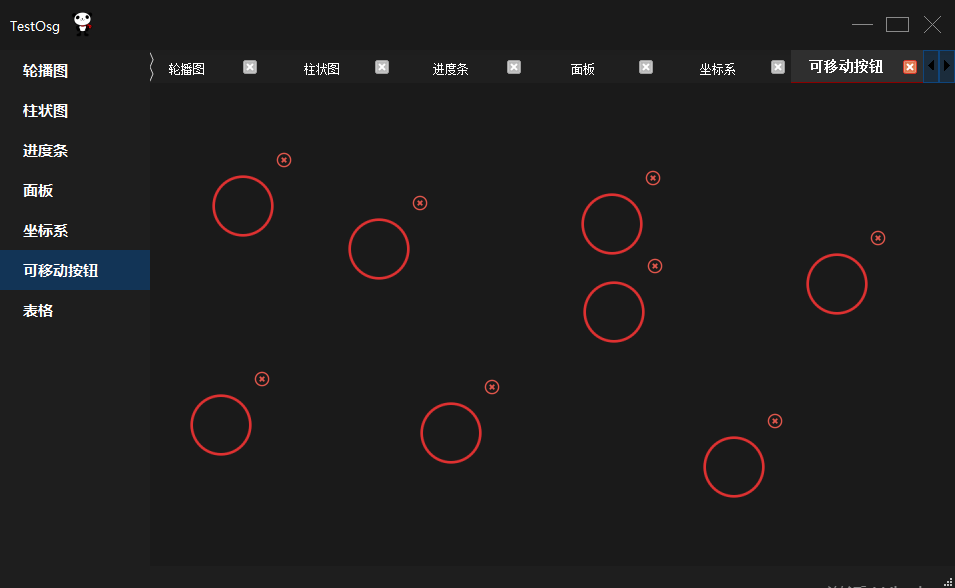 TestOsg
轮播图
柱状图
进度条
面板
坐标系
可移动按钮
表格
轮播图 柱状图 进度条 面板 坐标系 可移动按钮